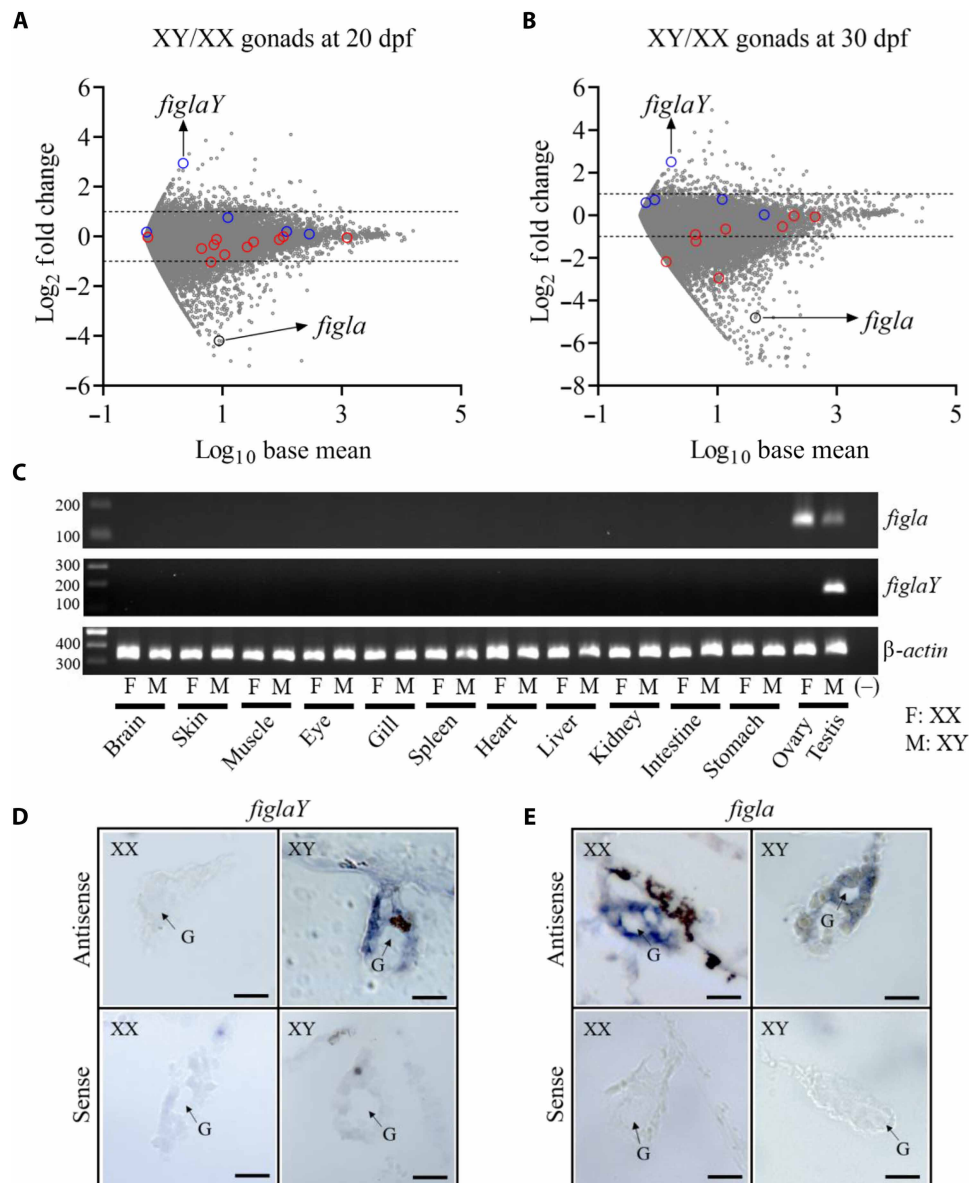 A
XY/XX gonads at 20 dpf
figlaY
6
4
2
0
−2
−4
−6
Log2 fold change
figla
−1
1
3
5
Log10 base mean
B
XY/XX gonads at 30 dpf
figlaY
6
4
2
0
−2
−4
−6
−8
Log2 fold change
figla
−1
1
3
5
Log10 base mean
C
200
100
figla
300
200
100
figlaY
400
300
β-actin
F M F M F M F M F M F M F M F M F M F M F M F M (−)
Brain Skin Muscle Eye Gill Spleen Heart Liver Kidney Intestine Stomach Ovary Testis
F: XX
M: XY
D
figlaY
Antisense
XX
G
XY
G
Sense
XX
G
XY
G
E
figla
Antisense
XX
G
XY
G
Sense
XX
G
XY
G